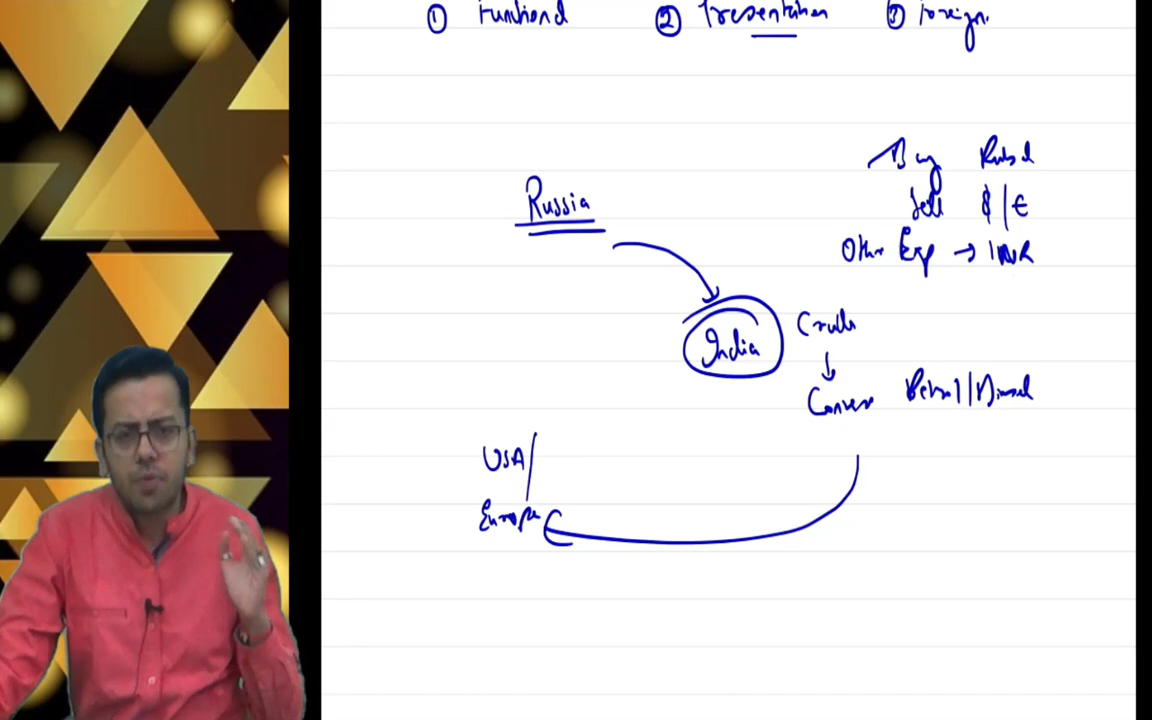 ① Functional ② Presentation ③ Foreign
Buy Rubel
Russia
Sell $ | €
Other Exp → INR
India Crude
Conver Petrol | Diesel
USA/
Europe